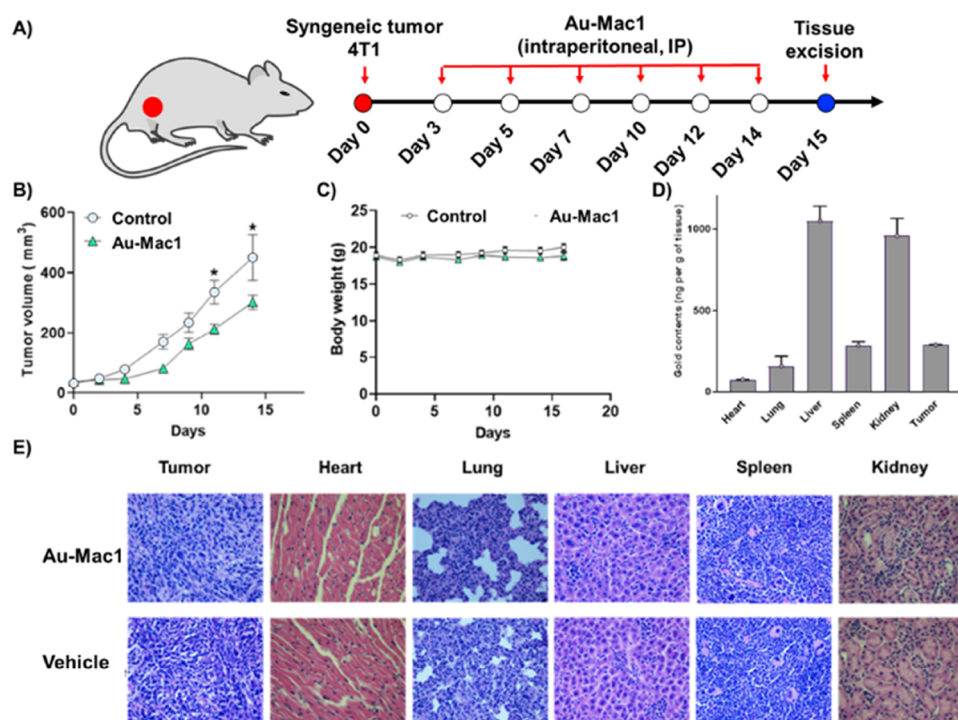 A)
Syngeneic tumor
4T1
Au-Mac1
(intraperitoneal, IP)
Tissue
excision
Day 0
Day 3
Day 5
Day 7
Day 10
Day 12
Day 14
Day 15
B)
Control
Au-Mac1
*
*
Tumor volume ( mm³)
600
400
200
0
0
5
10
15
Days
C)
Control
Au-Mac1
Body weight (g)
25
20
15
10
5
0
0
5
10
15
20
Days
D)
Gold contents (ng per g of tissue)
1000
500
0
Heart
Lung
Liver
Spleen
Kidney
Tumor
E)
Tumor
Heart
Lung
Liver
Spleen
Kidney
Au-Mac1
Vehicle